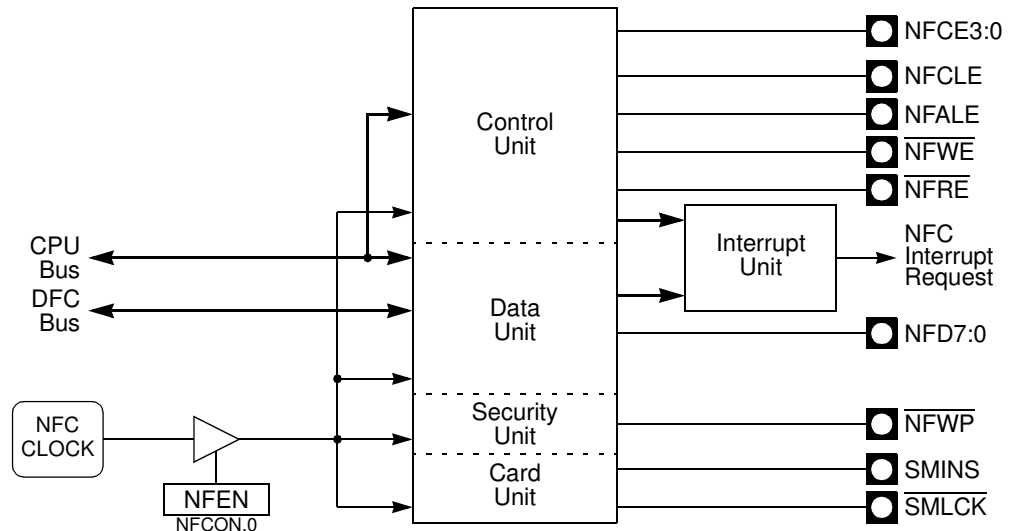 NFCE3:0
NFCLE
NFALE
NFWE
NFRE
Control
Unit
CPU
Bus
DFC
Bus
Interrupt
Unit
NFC
Interrupt
Request
Data
Unit
NFD7:0
NFC
CLOCK
NFEN
NFCON.0
Security
Unit
NFWP
Card
Unit
SMINS
SMLCK